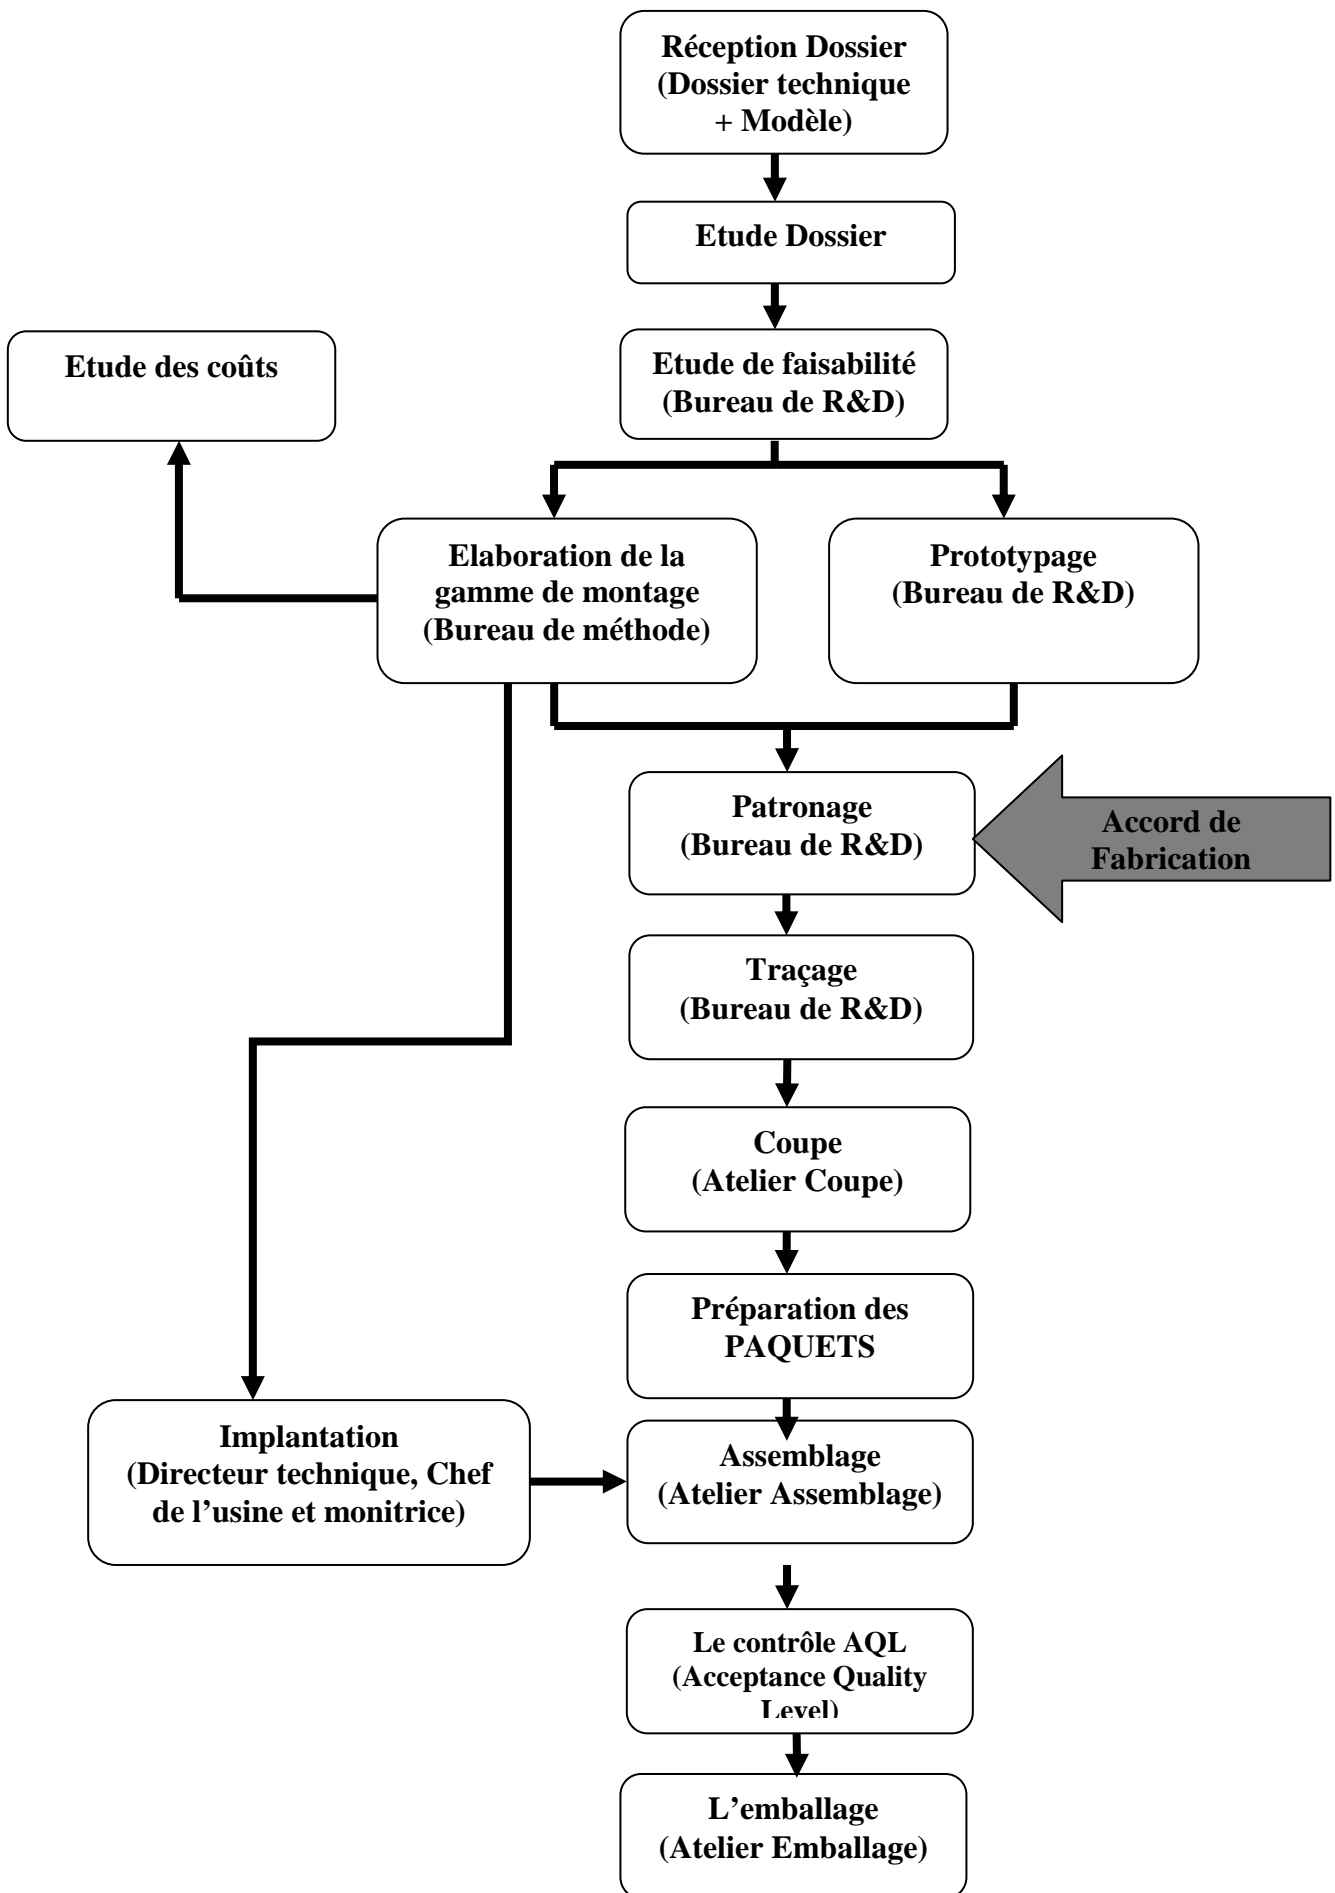 Réception Dossier
(Dossier technique
+ Modèle)
Etude Dossier
Etude des coûts
Etude de faisabilité
(Bureau de R&D)
Elaboration de la
gamme de montage
(Bureau de méthode)
Prototypage
(Bureau de R&D)
Patronage
(Bureau de R&D)
Accord de
Fabrication
Traçage
(Bureau de R&D)
Coupe
(Atelier Coupe)
Préparation des
PAQUETS
Implantation
(Directeur technique, Chef
de l’usine et monitrice)
Assemblage
(Atelier Assemblage)
Le contrôle AQL
(Acceptance Quality
Level)
L’emballage
(Atelier Emballage)